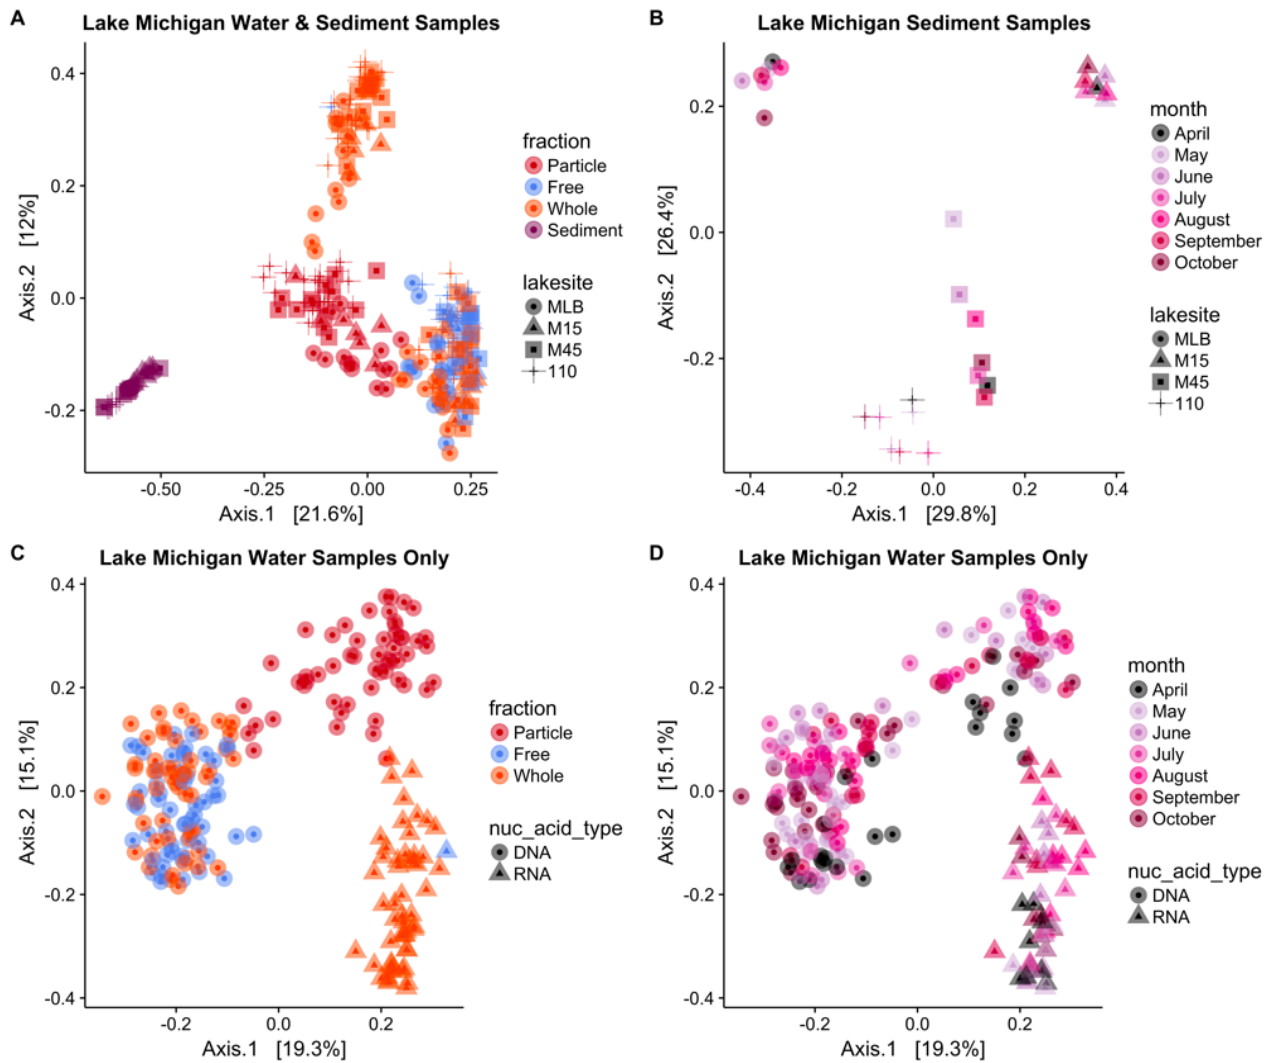 A
Lake Michigan Water & Sediment Samples
0.4
0.2
0.0
-0.2
Axis.2 [12%]
-0.50
-0.25
0.00
0.25
Axis.1 [21.6%]
fraction
Particle
Free
Whole
Sediment
lakesite
MLB
M15
M45
110
B
Lake Michigan Sediment Samples
0.2
0.0
-0.2
Axis.2 [26.4%]
-0.4
-0.2
0.0
0.2
0.4
Axis.1 [29.8%]
month
April
May
June
July
August
September
October
lakesite
MLB
M15
M45
110
C
Lake Michigan Water Samples Only
0.4
0.2
0.0
-0.2
-0.4
Axis.2 [15.1%]
-0.2
0.0
0.2
Axis.1 [19.3%]
fraction
Particle
Free
Whole
nuc_acid_type
DNA
RNA
D
Lake Michigan Water Samples Only
0.4
0.2
0.0
-0.2
-0.4
Axis.2 [15.1%]
-0.2
0.0
0.2
Axis.1 [19.3%]
month
April
May
June
July
August
September
October
nuc_acid_type
DNA
RNA